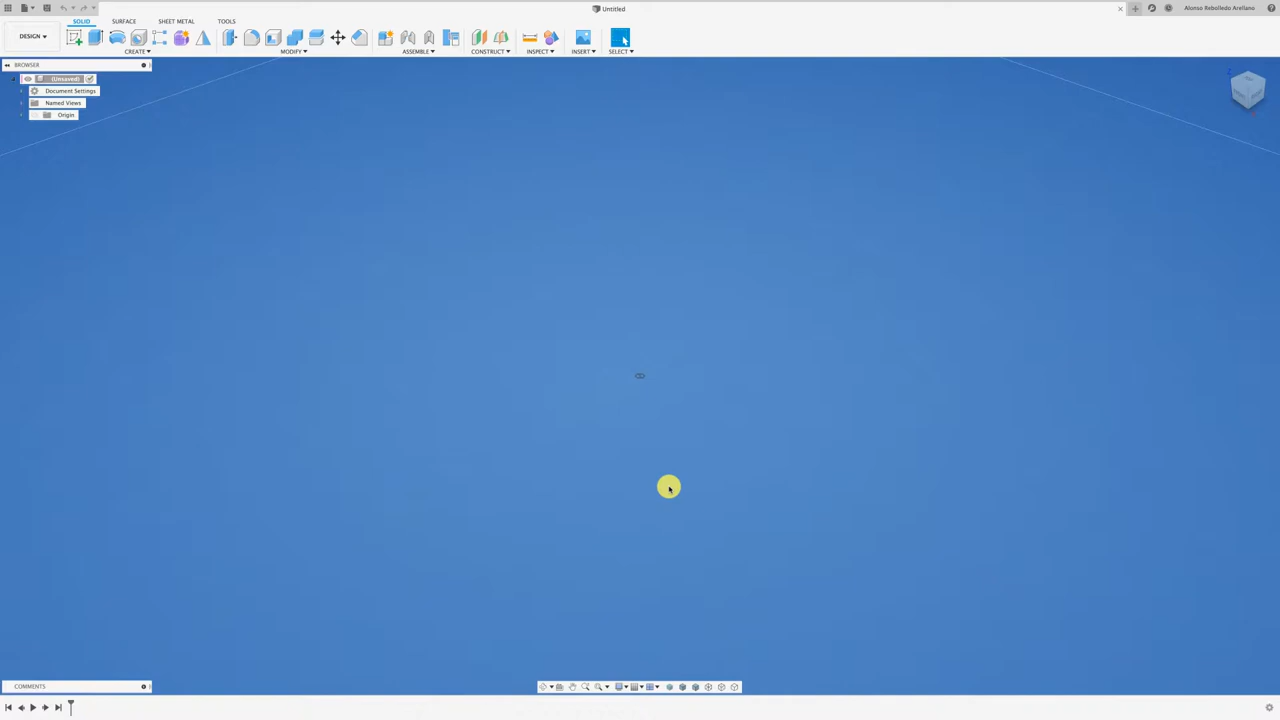 Untitled
Alonso Rebolledo Arellano
DESIGN
SOLID
SURFACE
SHEET METAL
TOOLS
CREATE
MODIFY
ASSEMBLE
CONSTRUCT
INSPECT
INSERT
SELECT
BROWSER
(Unsaved)
Document Settings
Named Views
Origin
COMMENTS